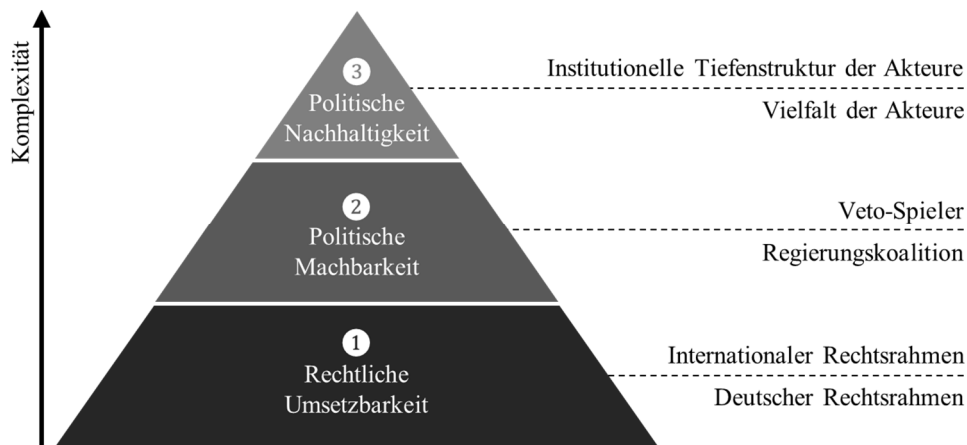 Komplexität
3
Politische
Nachhaltigkeit
Institutionelle Tiefenstruktur der Akteure
Vielfalt der Akteure
2
Politische
Machbarkeit
Veto-Spieler
Regierungskoalition
1
Rechtliche
Umsetzbarkeit
Internationaler Rechtsrahmen
Deutscher Rechtsrahmen